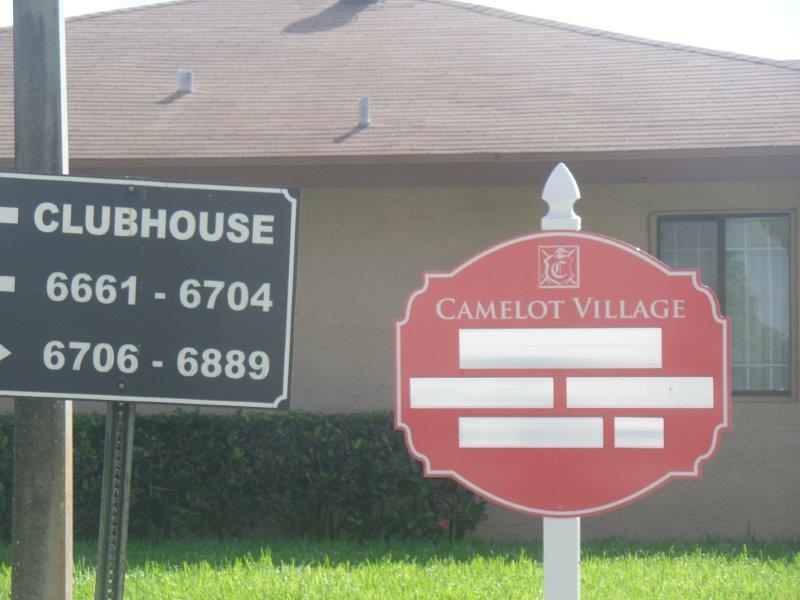 CLUBHOUSE
6661 - 6704
6706 - 6889
C
CAMELOT VILLAGE